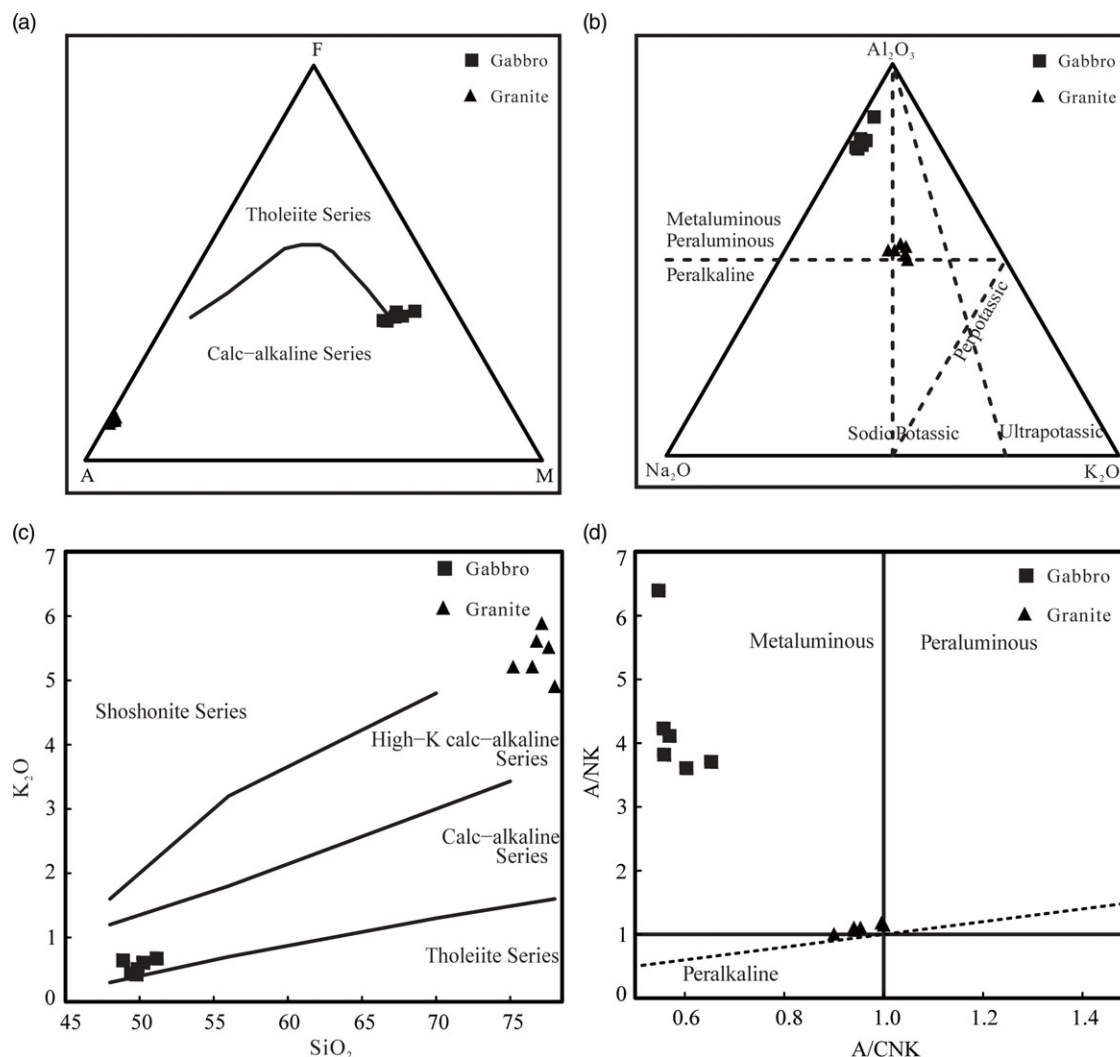 (a)
F
Gabbro
Granite
Tholeiite Series
Calc-alkaline Series
A
M
(b)
Al₂O₃
Gabbro
Granite
Metaluminous
Peraluminous
Peralkaline
Perpotassic
Sodic Potassic
Ultrapotassic
Na₂O
K₂O
(c)
7
6
5
4
3
2
1
0
K₂O
Gabbro
Granite
Shoshonite Series
High-K calc-alkaline
Series
Calc-alkaline
Series
Tholeiite Series
45 50 55 60 65 70 75
SiO₂
(d)
7
6
5
4
3
2
1
0
A/NK
Gabbro
Granite
Metaluminous
Peraluminous
Peralkaline
0.6 0.8 1.0 1.2 1.4
A/CNK